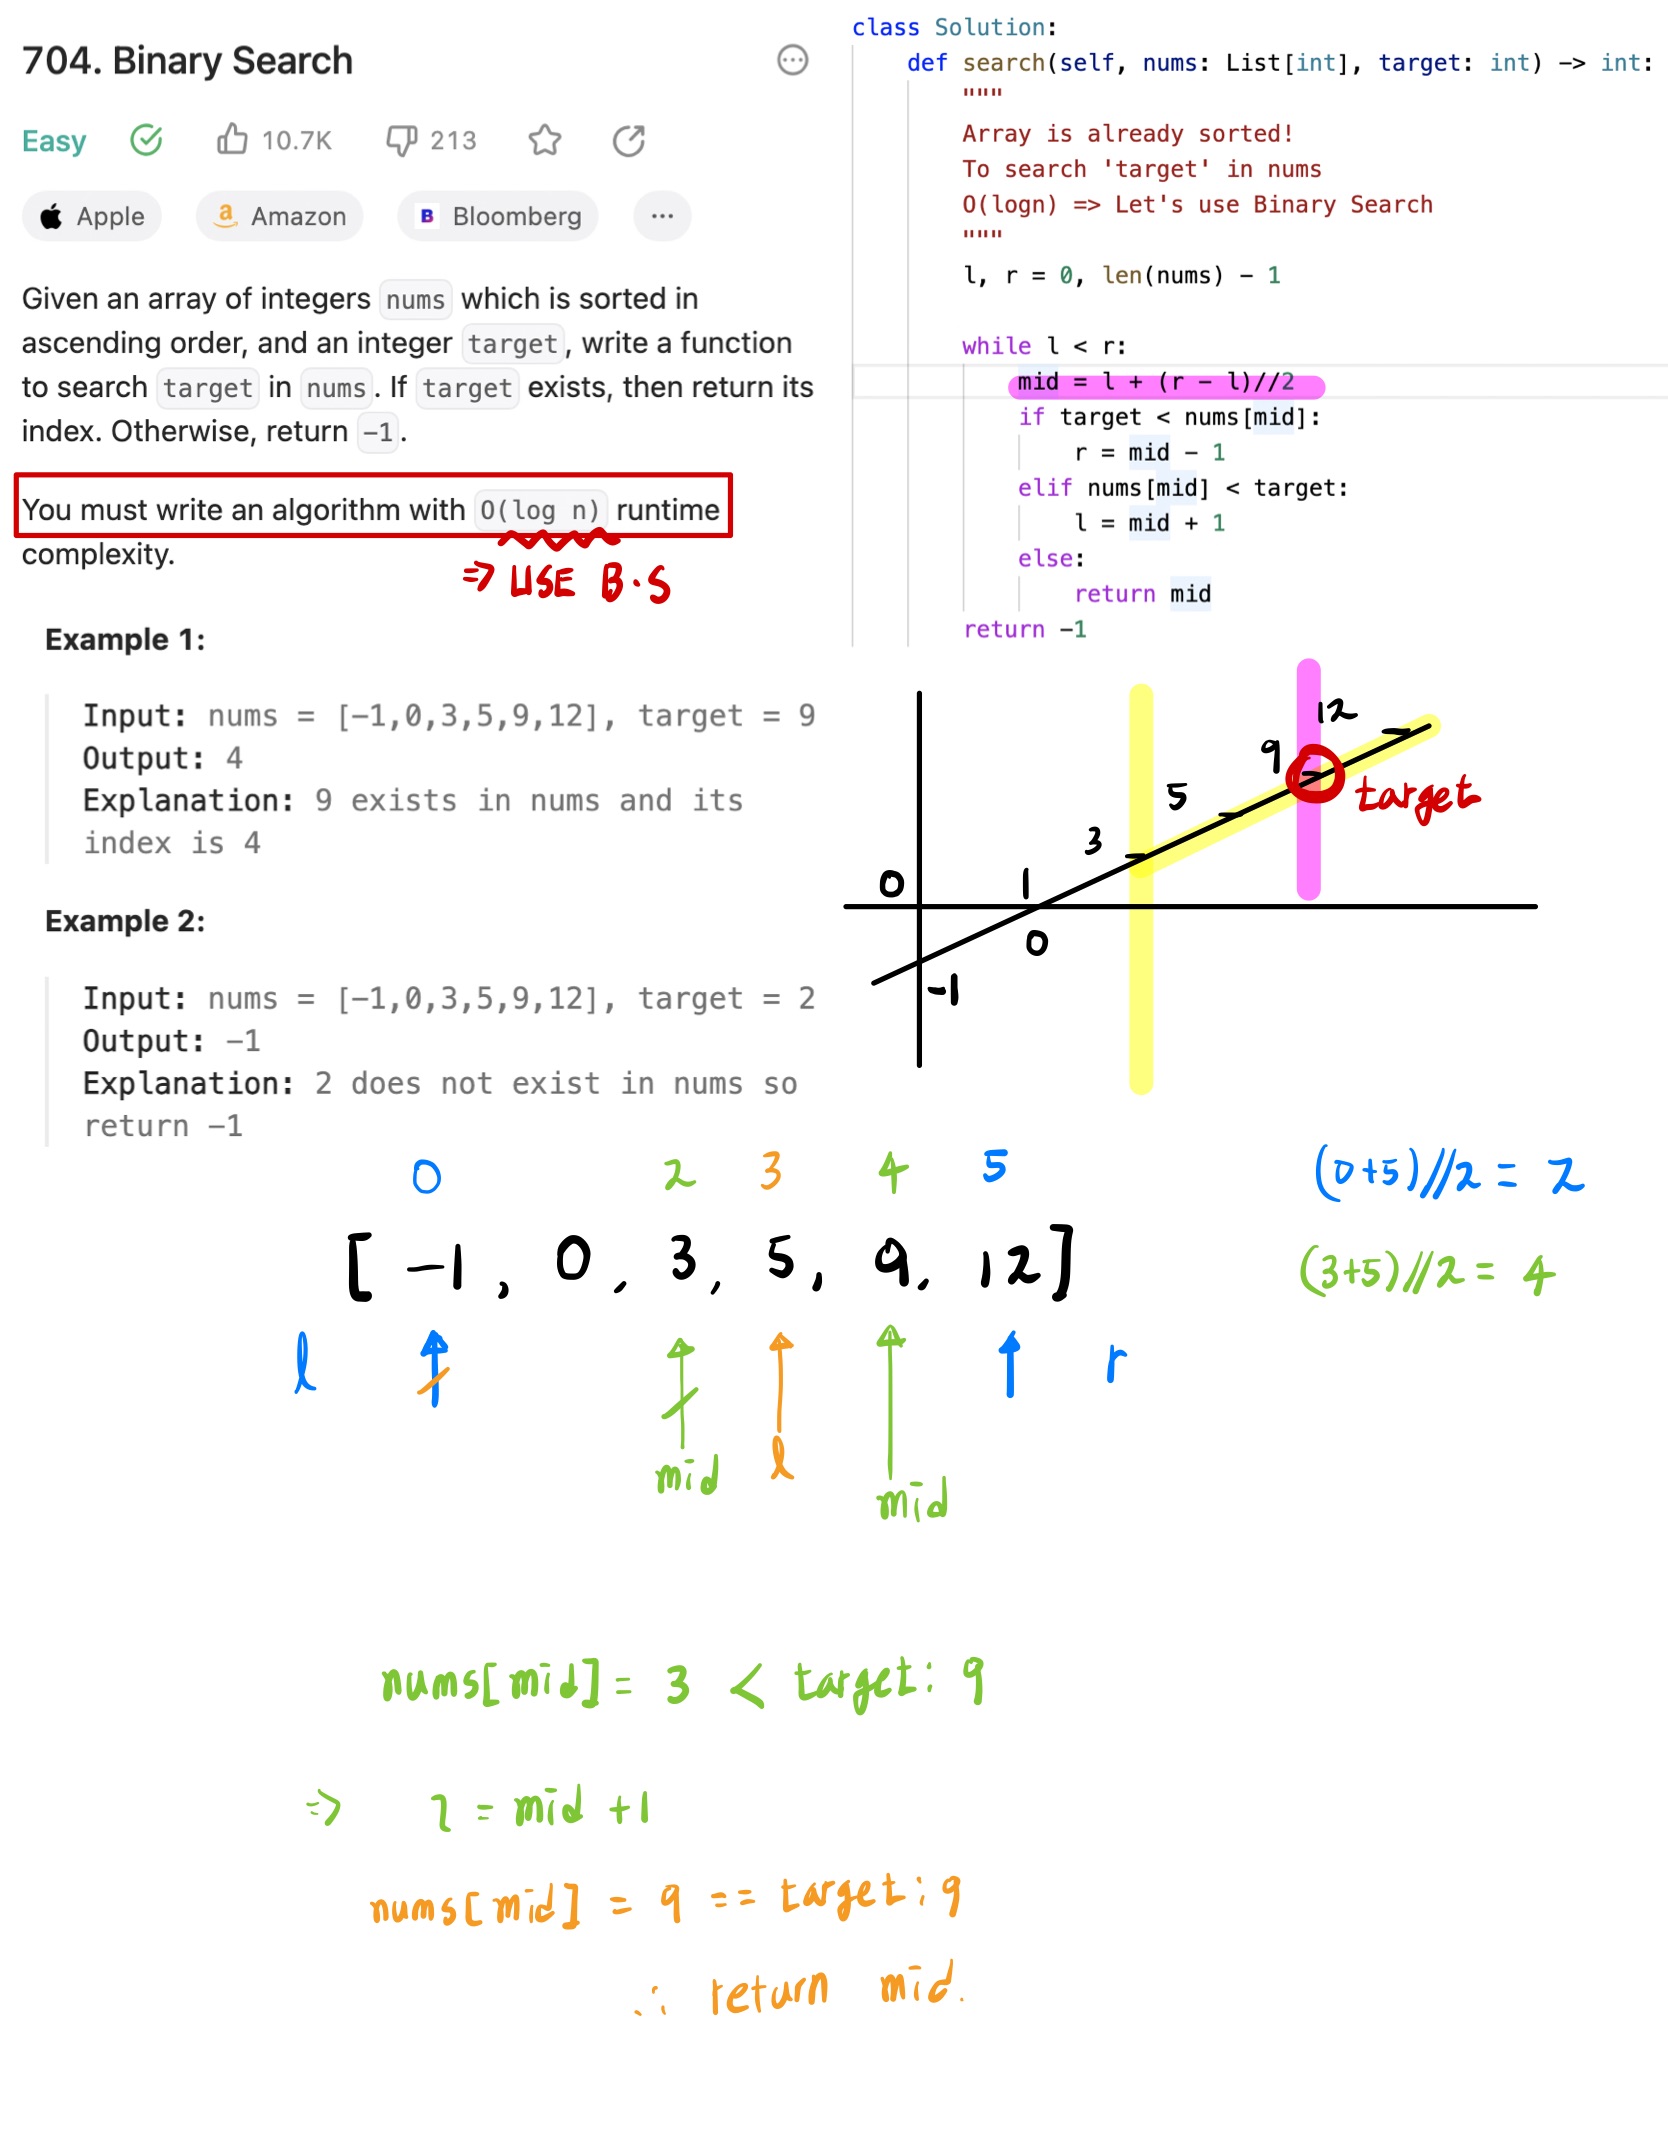 704. Binary Search
Easy 10.7K 213
Apple Amazon Bloomberg ...
Given an array of integers nums which is sorted in
ascending order, and an integer target, write a function
to search target in nums. If target exists, then return its
index. Otherwise, return -1.
You must write an algorithm with O(log n) runtime
complexity.
⇒ USE B.S
Example 1:
Input: nums = [-1,0,3,5,9,12], target = 9
Output: 4
Explanation: 9 exists in nums and its
index is 4
Example 2:
Input: nums = [-1,0,3,5,9,12], target = 2
Output: -1
Explanation: 2 does not exist in nums so
return -1
class Solution:
def search(self, nums: List[int], target: int) -> int:
"""
Array is already sorted!
To search 'target' in nums
O(logn) => Let's use Binary Search
"""
l, r = 0, len(nums) - 1
while l < r:
mid = l + (r - l)//2
if target < nums[mid]:
r = mid - 1
elif nums[mid] < target:
l = mid + 1
else:
return mid
return -1
12
9
target
5
3
0 1
0
-1
0 2 3 4 5
(0+5)//2 = 2
[ -1, 0, 3, 5, 9, 12 ]
(3+5)//2 = 4
l r
mid l mid
nums[mid] = 3 < target: 9
⇒ l = mid +1
nums[mid] = 9 == target: 9
∴ return mid.